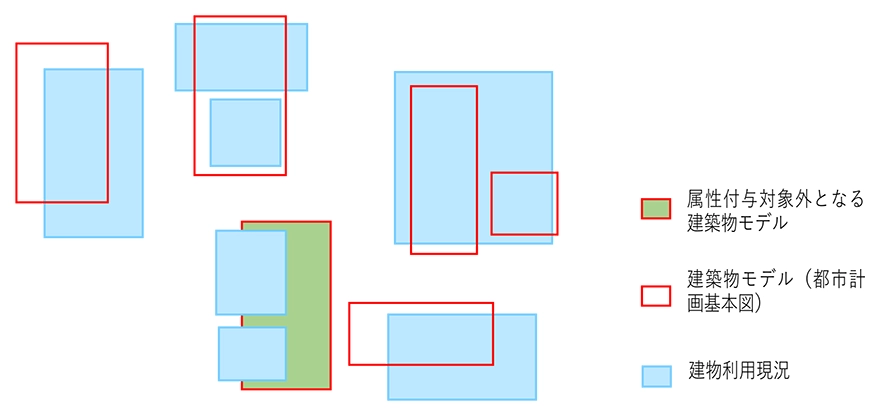 属性付与対象外となる
建築物モデル
建築物モデル（都市計
画基本図）
建物利用現況